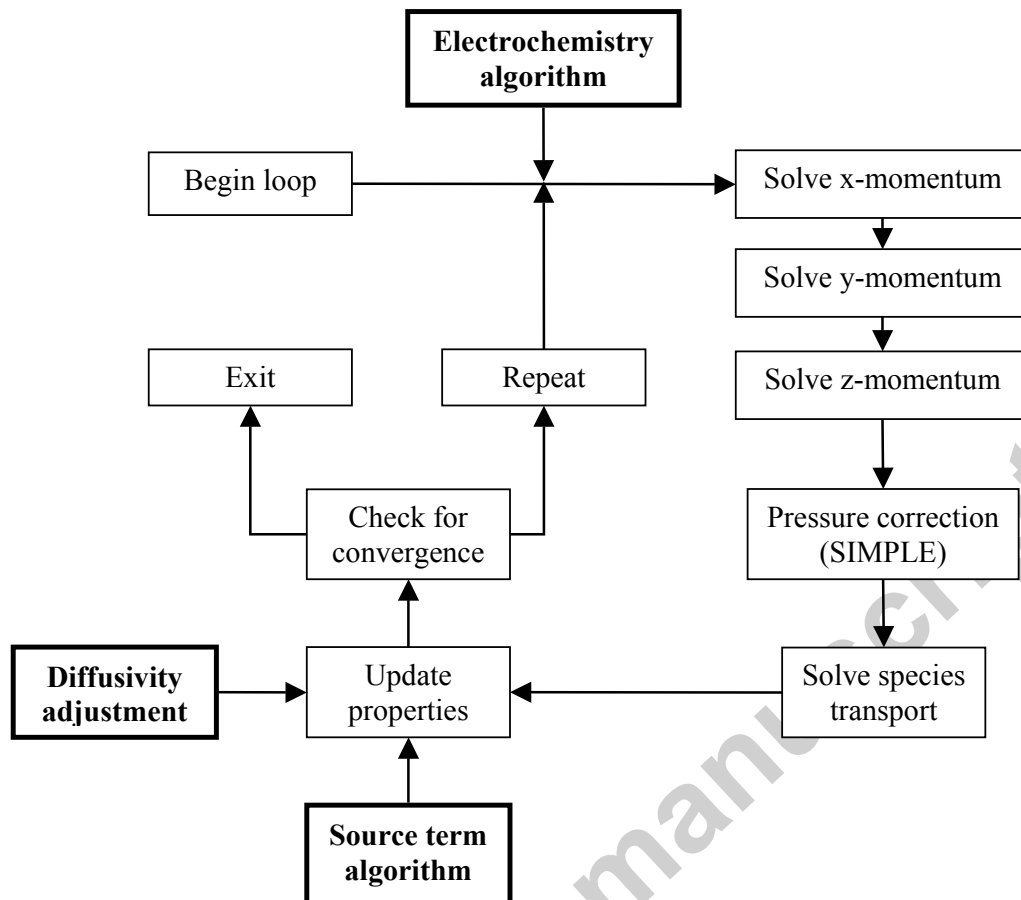 Electrochemistry
algorithm
Begin loop
Solve x-momentum
Solve y-momentum
Exit
Repeat
Solve z-momentum
Check for
convergence
Pressure correction
(SIMPLE)
Diffusivity
adjustment
Update
properties
Solve species
transport
Source term
algorithm
manuscript